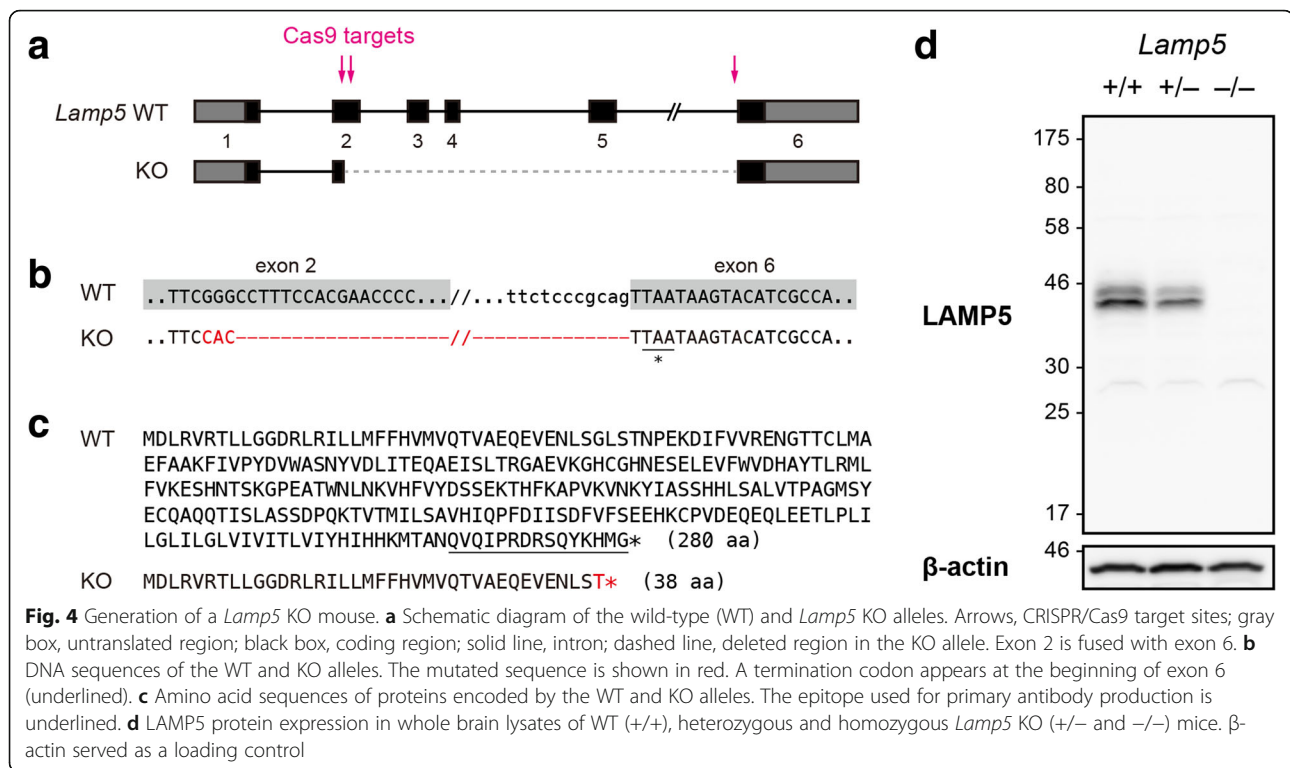 a
Cas9 targets
Lamp5 WT
1 2 3 4 5 6
KO
b
exon 2 exon 6
WT ..TTCGGGCCTTTCCACGAACCCC...//...ttctcccgcagTTAATAAGTACATCGCCA..
KO ..TTCCAC-------------------//--------------TTAATAAGTACATCGCCA..
*
c
WT MDLRVRTLLGGDRLRILLMFFHVMVQTVAEQEVENLSGLSTNPEKDIFVVRENGTTCLMA
EFAAKFIVPYDVWASNYVDLITEQAEISLTRGAEVKGHCGHNESELEVFWVDHAYTLRML
FVKESHNTSKGPEATWNLNKVHFVYDSSEKTHFKAPVKVNKYIASSHHLSALVTPAGMSY
ECQAQQTISLASSDPQKTVTMILSAVHIQPFDIISDFVFSEEHKCPVDEQEQLEETLPLI
LGLILGLVIVITLVIYHIHHKMTANQVQIPRDRSQYKHMG* (280 aa)
KO MDLRVRTLLGGDRLRILLMFFHVMVQTVAEQEVENLST* (38 aa)
d
Lamp5
+/+ +/− −/−
175
80
58
46
LAMP5
30
25
17
46
β-actin
Fig. 4 Generation of a Lamp5 KO mouse. a Schematic diagram of the wild-type (WT) and Lamp5 KO alleles. Arrows, CRISPR/Cas9 target sites; gray
box, untranslated region; black box, coding region; solid line, intron; dashed line, deleted region in the KO allele. Exon 2 is fused with exon 6. b
DNA sequences of the WT and KO alleles. The mutated sequence is shown in red. A termination codon appears at the beginning of exon 6
(underlined). c Amino acid sequences of proteins encoded by the WT and KO alleles. The epitope used for primary antibody production is
underlined. d LAMP5 protein expression in whole brain lysates of WT (+/+), heterozygous and homozygous Lamp5 KO (+/− and −/−) mice. β-
actin served as a loading control